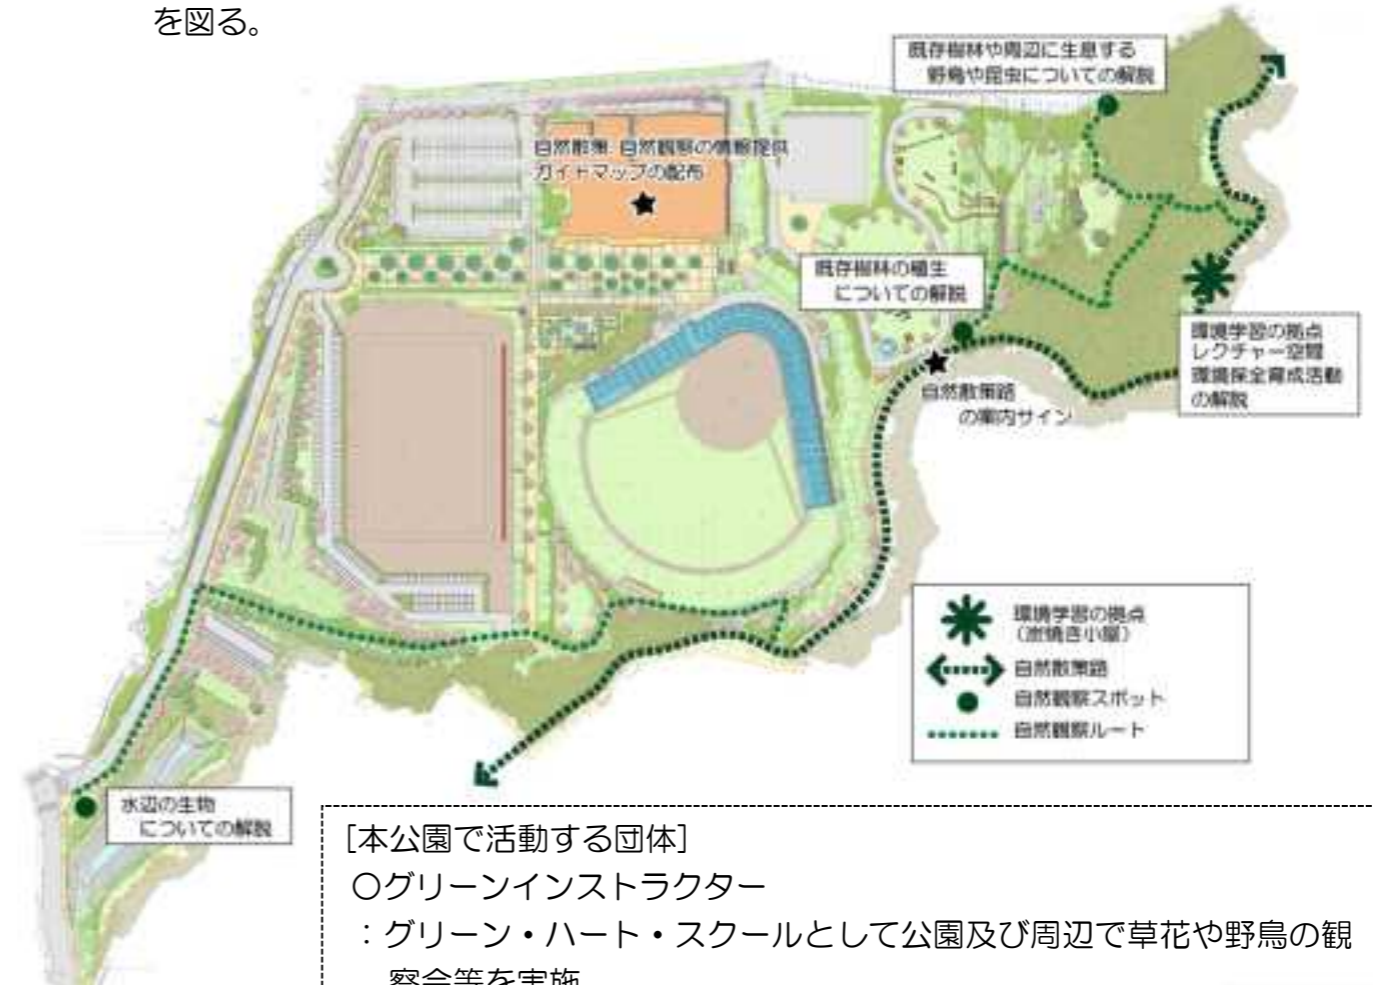 を図る。
既存樹林や周辺に生息する
野鳥や昆虫についての解説
自然散策・自然観察の情報提供
ガイドマップの配布
既存樹林の植生
についての解説
環境学習の拠点
レクチャー空間
環境保全育成活動
の解説
自然散策路
の案内サイン
環境学習の拠点
（炭焼き小屋）
自然散策路
自然観察スポット
自然観察ルート
水辺の生物
についての解説
[本公園で活動する団体]
〇グリーンインストラクター
：グリーン・ハート・スクールとして公園及び周辺で草花や野鳥の観
察会等を実施